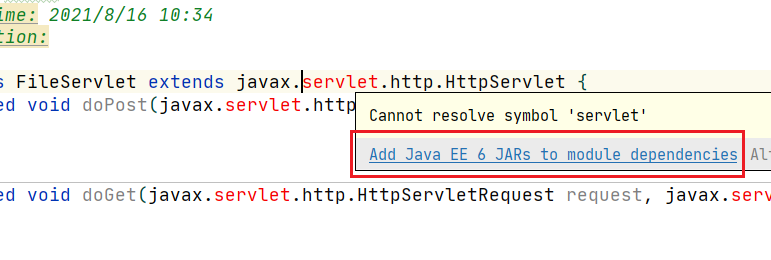 ime: 2021/8/16 10:34
tion:
s FileServlet extends javax.servlet.http.HttpServlet {
ed void doPost(javax.servlet.http
Cannot resolve symbol 'servlet'
Add Java EE 6 JARs to module dependencies Alt
ed void doGet(javax.servlet.http.HttpServletRequest request, javax.serv